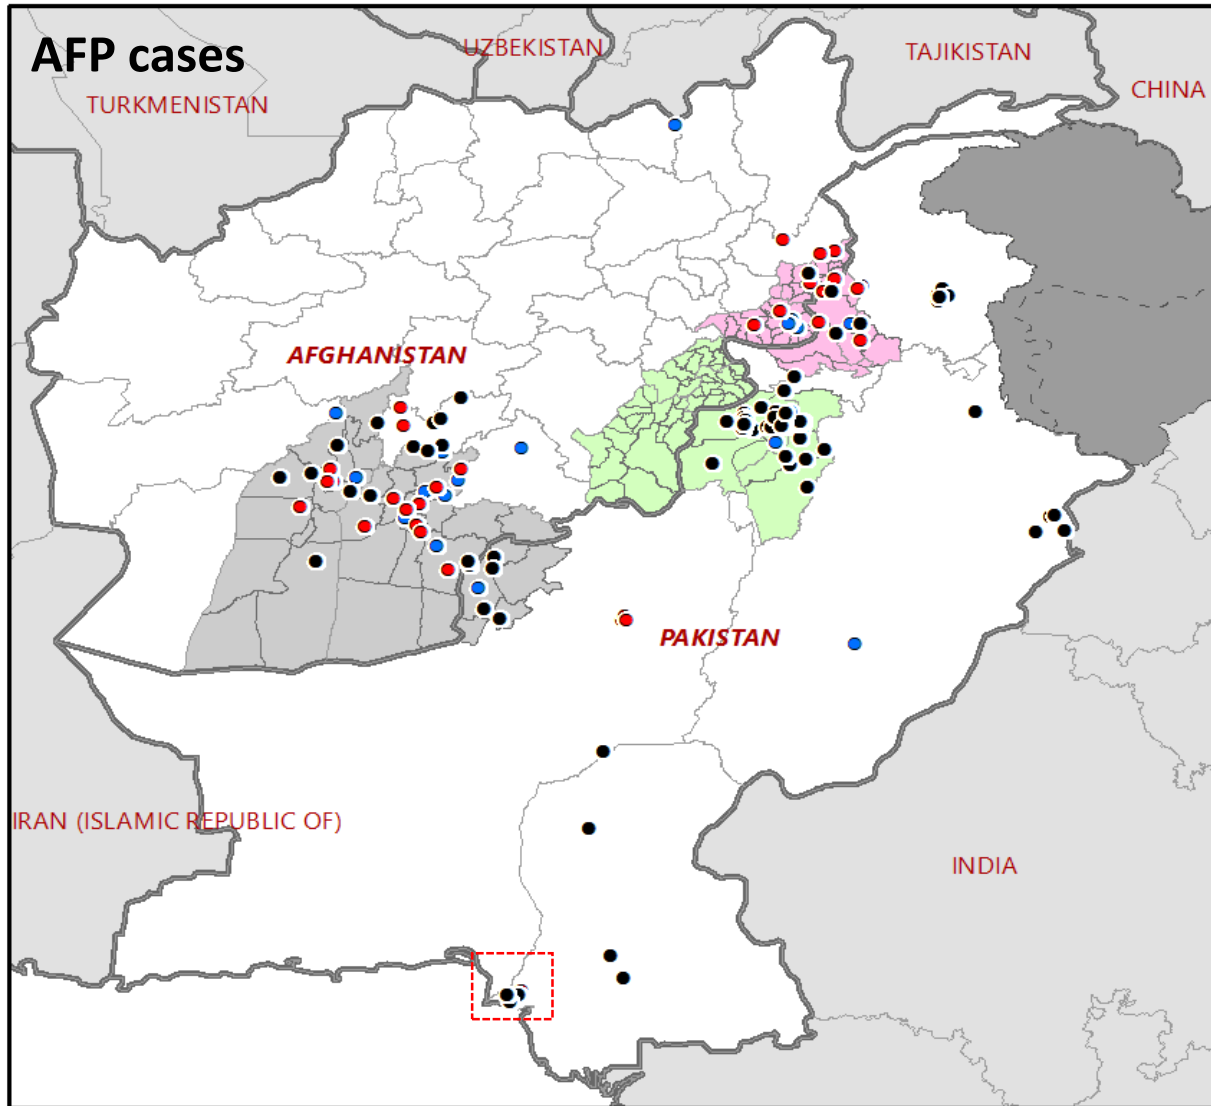 AFP cases
UZBEKISTAN
TAJIKISTAN
CHINA
TURKMENISTAN
AFGHANISTAN
PAKISTAN
IRAN (ISLAMIC REPUBLIC OF)
INDIA